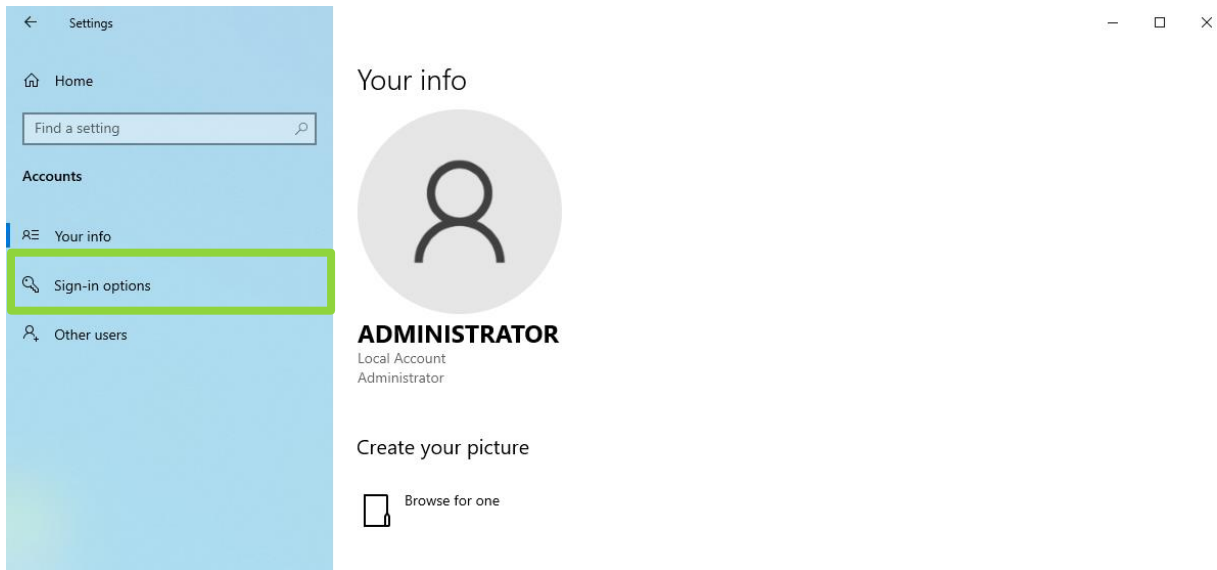 Settings
Home
Find a setting
Accounts
Your info
Sign-in options
Other users
Your info
ADMINISTRATOR
Local Account
Administrator
Create your picture
Browse for one